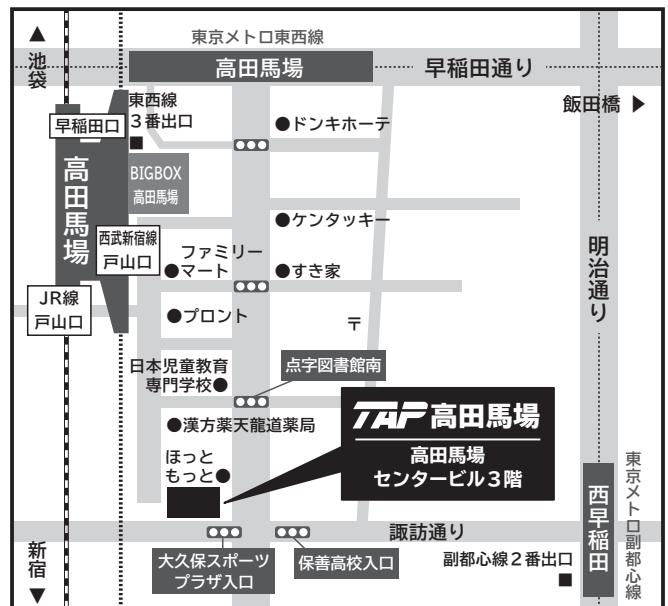 ▲
池袋
東京メトロ東西線
高田馬場
早稲田通り
飯田橋 ▶
東西線
3番出口
■
早稲田口
高田馬場
BIGBOX
高田馬場
●ドンキホーテ
●ケンタッキー
西武新宿線
戸山口
ファミリー
●マート
●すき家
明治通り
JR線
戸山口
●プロント
〒
日本児童教育
専門学校●
点字図書館南
●漢方薬天龍道薬局
TAP高田馬場
高田馬場
センタービル3階
ほっと
もっと●
諏訪通り
大久保スポーツ
プラザ入口
保善高校入口
副都心線2番出口
■
西早稲田
東京メトロ副都心線
新宿
▼